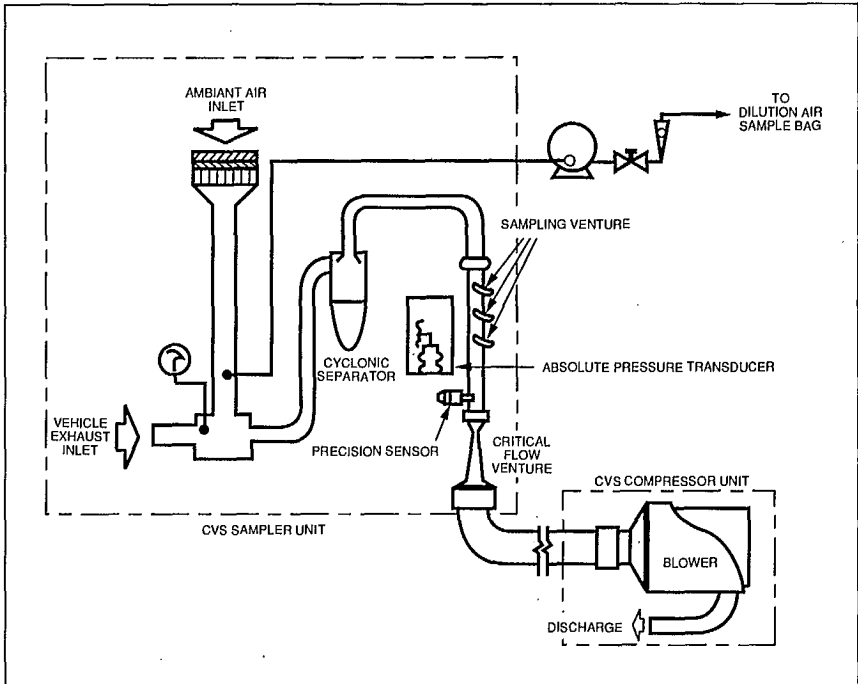 AMBIANT AIR
INLET
TO
DILUTION AIR
SAMPLE BAG
SAMPLING VENTURE
CYCLONIC
SEPARATOR
ABSOLUTE PRESSURE TRANSDUCER
VEHICLE
EXHAUST
INLET
PRECISION SENSOR
CRITICAL
FLOW
VENTURE
CVS SAMPLER UNIT
CVS COMPRESSOR UNIT
BLOWER
DISCHARGE